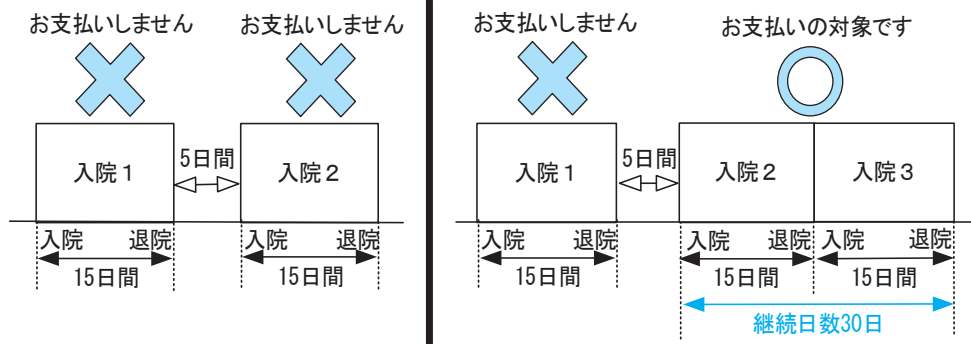 お支払いしません
お支払いしません
入院1
5日間
入院2
入院
退院
入院
退院
15日間
15日間
お支払いしません
お支払いの対象です
入院1
5日間
入院2
入院3
入院
退院
入院
退院
入院
退院
15日間
15日間
15日間
継続日数30日